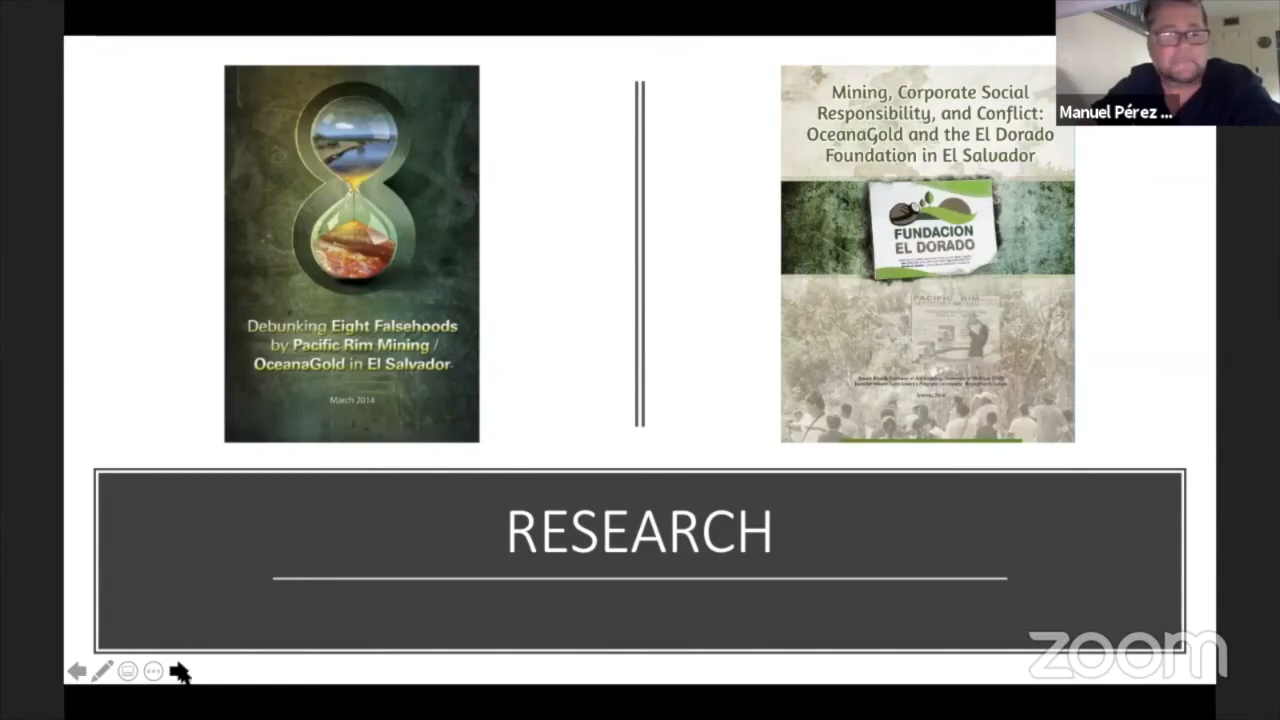 Debunking Eight Falsehoods
by Pacific Rim Mining /
OceanaGold in El Salvador
March 2014
Mining, Corporate Social
Responsibility, and Conflict:
OceanaGold and the El Dorado
Foundation in El Salvador
FUNDACION
EL DORADO
PACIFIC RIM
Manuel Pérez ...
RESEARCH
zoom